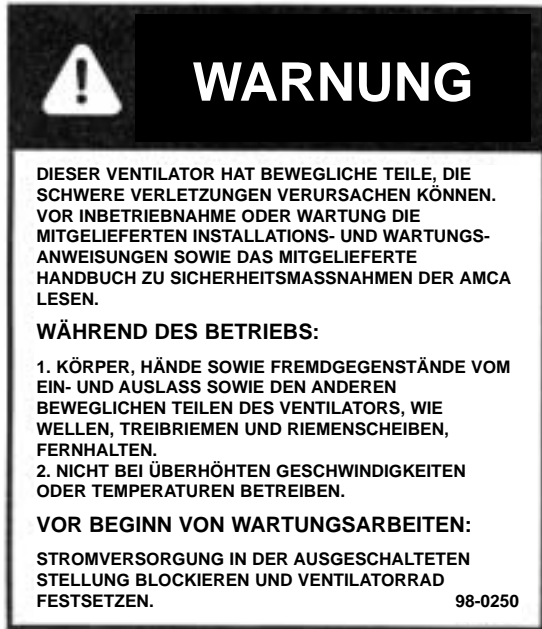 WARNUNG
DIESER VENTILATOR HAT BEWEGLICHE TEILE, DIE
SCHWERE VERLETZUNGEN VERURSACHEN KÖNNEN.
VOR INBETRIEBNAHME ODER WARTUNG DIE
MITGELIEFERTEN INSTALLATIONS- UND WARTUNGS-
ANWEISUNGEN SOWIE DAS MITGELIEFERTE
HANDBUCH ZU SICHERHEITSMASSNAHMEN DER AMCA
LESEN.
WÄHREND DES BETRIEBS:
1. KÖRPER, HÄNDE SOWIE FREMDGEGENSTÄNDE VOM
EIN- UND AUSLASS SOWIE DEN ANDEREN
BEWEGLICHEN TEILEN DES VENTILATORS, WIE
WELLEN, TREIBRIEMEN UND RIEMENSCHEIBEN,
FERNHALTEN.
2. NICHT BEI ÜBERHÖHTEN GESCHWINDIGKEITEN
ODER TEMPERATUREN BETREIBEN.
VOR BEGINN VON WARTUNGSARBEITEN:
STROMVERSORGUNG IN DER AUSGESCHALTETEN
STELLUNG BLOCKIEREN UND VENTILATORRAD
FESTSETZEN. 98-0250